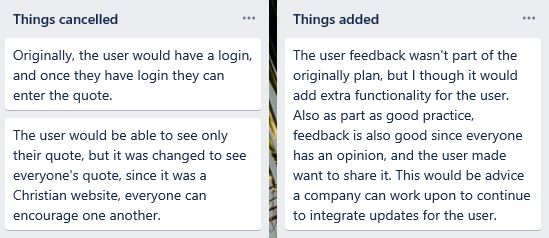 Things cancelled
Originally, the user would have a login,
and once they have login they can
enter the quote.
The user would be able to see only
their quote, but it was changed to see
everyone's quote, since it was a
Christian website, everyone can
encourage one another.
Things added
The user feedback wasn't part of the
originally plan, but I though it would
add extra functionality for the user.
Also as part as good practice,
feedback is also good since everyone
has an opinion, and the user made
want to share it. This would be advice
a company can work upon to continue
to integrate updates for the user.